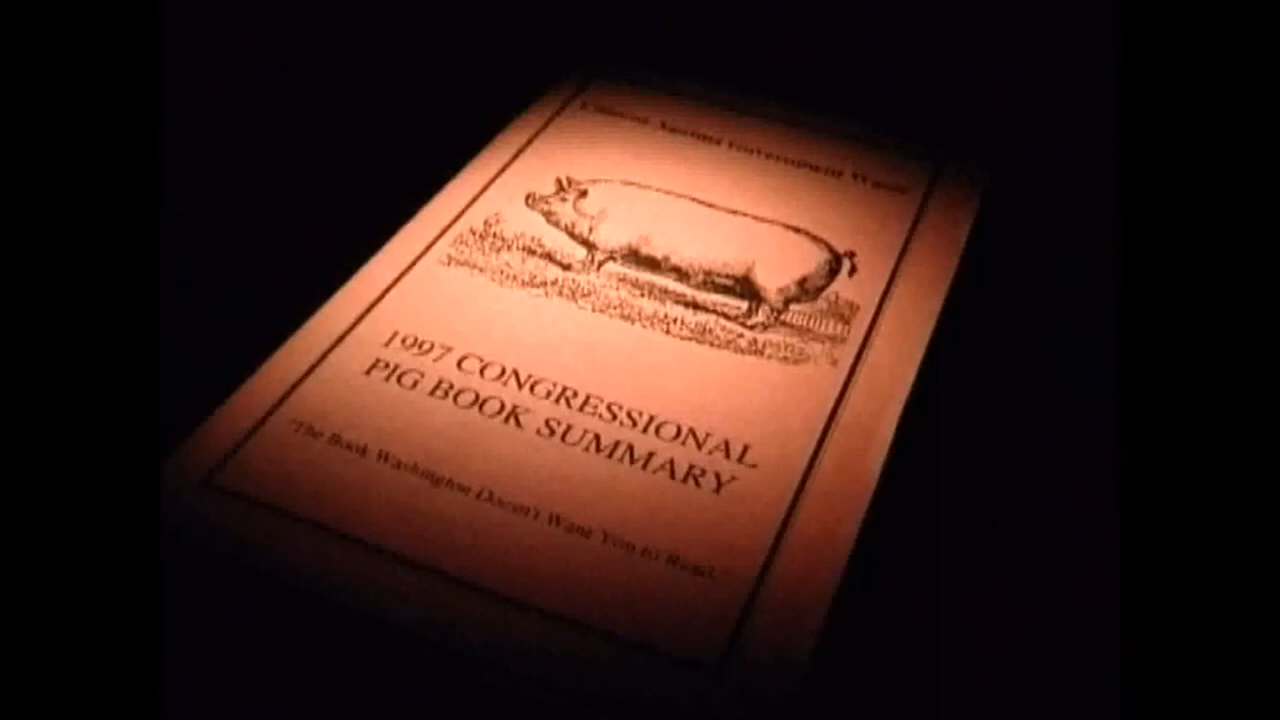 Citizens Against Government Waste
1997 CONGRESSIONAL
PIG BOOK SUMMARY
"The Book Washington Doesn't Want You to Read."